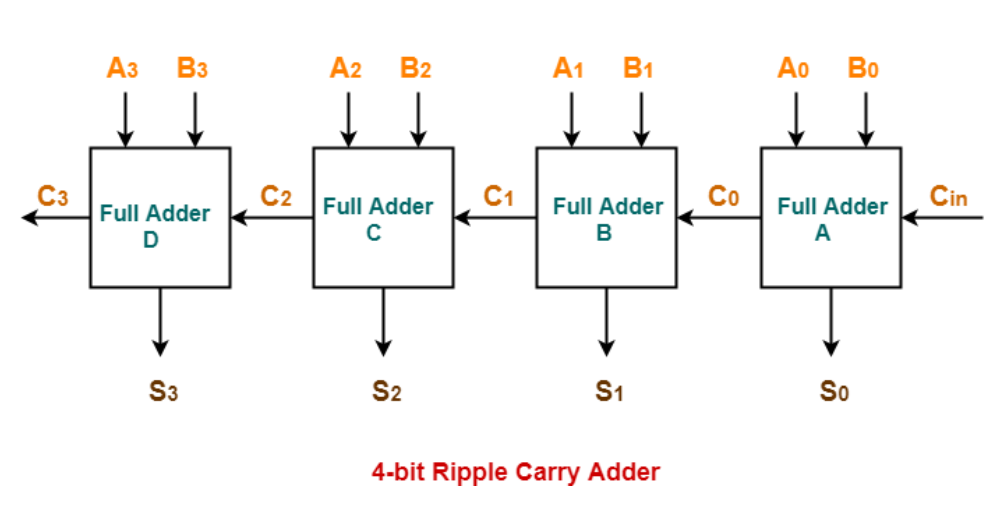 A3 B3 A2 B2 A1 B1 A0 B0
C3 C2 C1 C0 Cin
Full Adder Full Adder Full Adder Full Adder
D C B A
S3 S2 S1 S0
4-bit Ripple Carry Adder